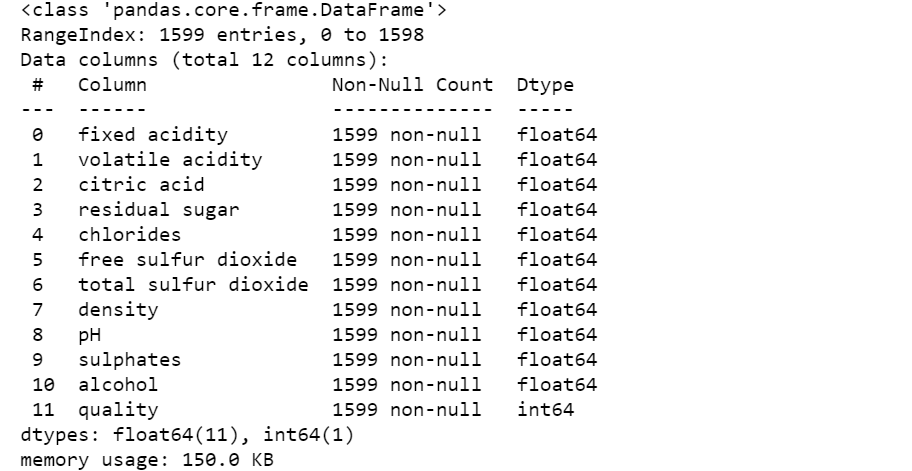 <class 'pandas.core.frame.DataFrame'>
RangeIndex: 1599 entries, 0 to 1598
Data columns (total 12 columns):
 #   Column                Non-Null Count  Dtype
---  ------                --------------  -----
 0   fixed acidity         1599 non-null   float64
 1   volatile acidity      1599 non-null   float64
 2   citric acid           1599 non-null   float64
 3   residual sugar        1599 non-null   float64
 4   chlorides             1599 non-null   float64
 5   free sulfur dioxide   1599 non-null   float64
 6   total sulfur dioxide  1599 non-null   float64
 7   density               1599 non-null   float64
 8   pH                    1599 non-null   float64
 9   sulphates             1599 non-null   float64
 10  alcohol               1599 non-null   float64
 11  quality               1599 non-null   int64
dtypes: float64(11), int64(1)
memory usage: 150.0 KB